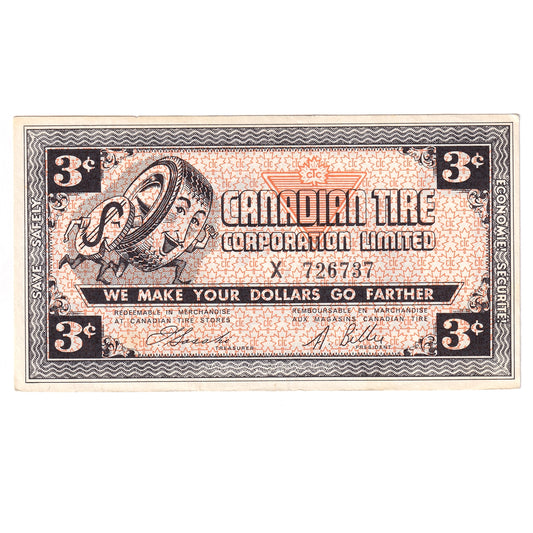 3¢ 3¢
CTC
CANADIAN TIRE
CORPORATION LIMITED
X 726737
WE MAKE YOUR DOLLARS GO FARTHER
REDEEMABLE IN MERCHANDISE
AT CANADIAN TIRE STORES
REMBOURSABLE EN MARCHANDISE
AUX MAGASINS CANADIAN TIRE
3¢ 3¢
TREASURER
PRESIDENT
SAVE SAFELY
ECONOMIE SÉCURITÉ